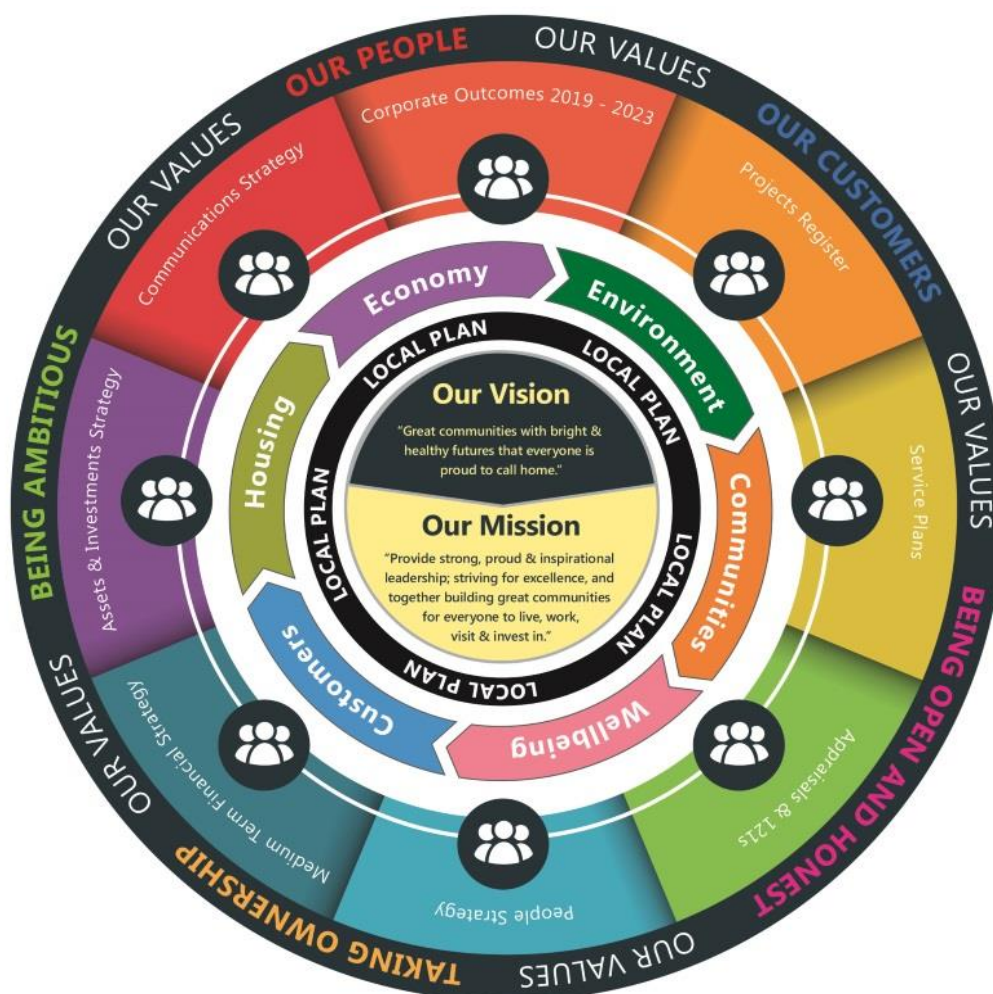 OUR PEOPLE
OUR VALUES
OUR CUSTOMERS
OUR VALUES
BEING OPEN AND HONEST
OUR VALUES
TAKING OWNERSHIP
OUR VALUES
BEING AMBITIOUS
OUR VALUES
Corporate Outcomes 2019 - 2023
Projects Register
Service Plans
Appraisals & 121s
People Strategy
Medium Term Financial Strategy
Assets & Investments Strategy
Communications Strategy
Economy
Environment
Communities
Wellbeing
Customers
Housing
LOCAL PLAN
LOCAL PLAN
LOCAL PLAN
LOCAL PLAN
LOCAL PLAN
Our Vision
“Great communities with bright &
healthy futures that everyone is
proud to call home.”
Our Mission
“Provide strong, proud & inspirational
leadership; striving for excellence, and
together building great communities
for everyone to live, work,
visit & invest in.”